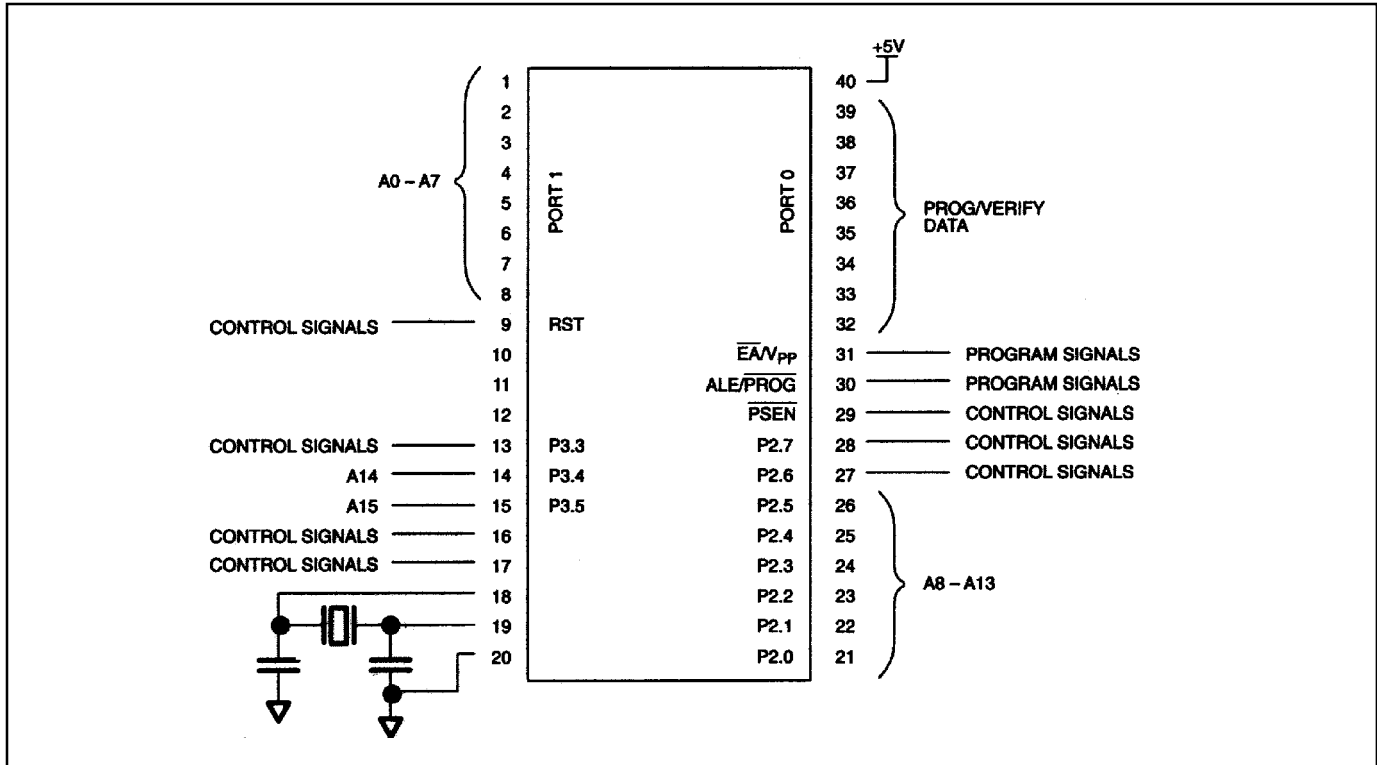 +5V
1 40
2 39
3 38
A0 – A7 4 PORT 1 PORT 0 37
5 36 PROG/VERIFY
6 35 DATA
7 34
8 33
CONTROL SIGNALS 9 RST 32
10 EA/VPP 31 PROGRAM SIGNALS
11 ALE/PROG 30 PROGRAM SIGNALS
12 PSEN 29 CONTROL SIGNALS
CONTROL SIGNALS 13 P3.3 P2.7 28 CONTROL SIGNALS
A14 14 P3.4 P2.6 27 CONTROL SIGNALS
A15 15 P3.5 P2.5 26
CONTROL SIGNALS 16 P2.4 25
CONTROL SIGNALS 17 P2.3 24 A8 – A13
18 P2.2 23
19 P2.1 22
20 P2.0 21